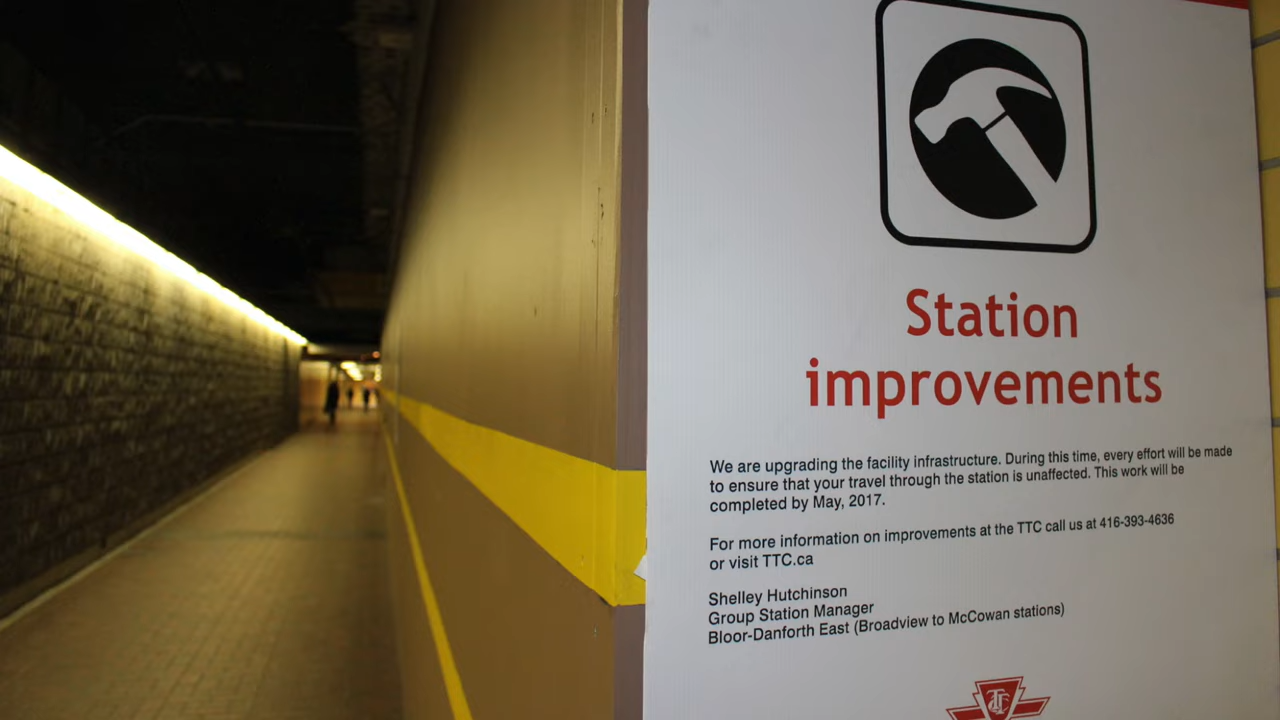 Station
improvements
We are upgrading the facility infrastructure. During this time, every effort will be made
to ensure that your travel through the station is unaffected. This work will be
completed by May, 2017.
For more information on improvements at the TTC call us at 416-393-4636
or visit TTC.ca
Shelley Hutchinson
Group Station Manager
Bloor-Danforth East (Broadview to McCowan stations)
TTC